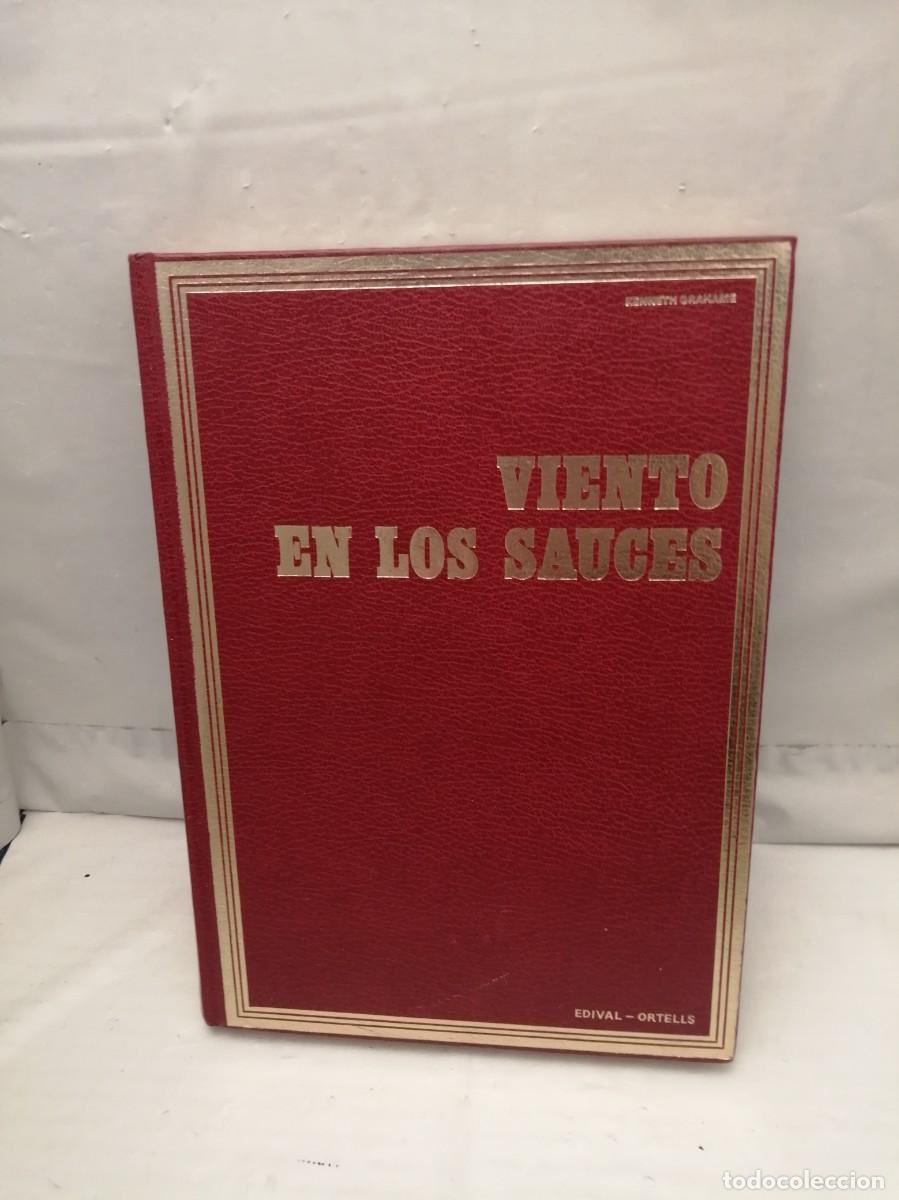 KENNETH GRAHAME
VIENTO
EN LOS SAUCES
EDIVAL – ORTELLS
todocoleccion